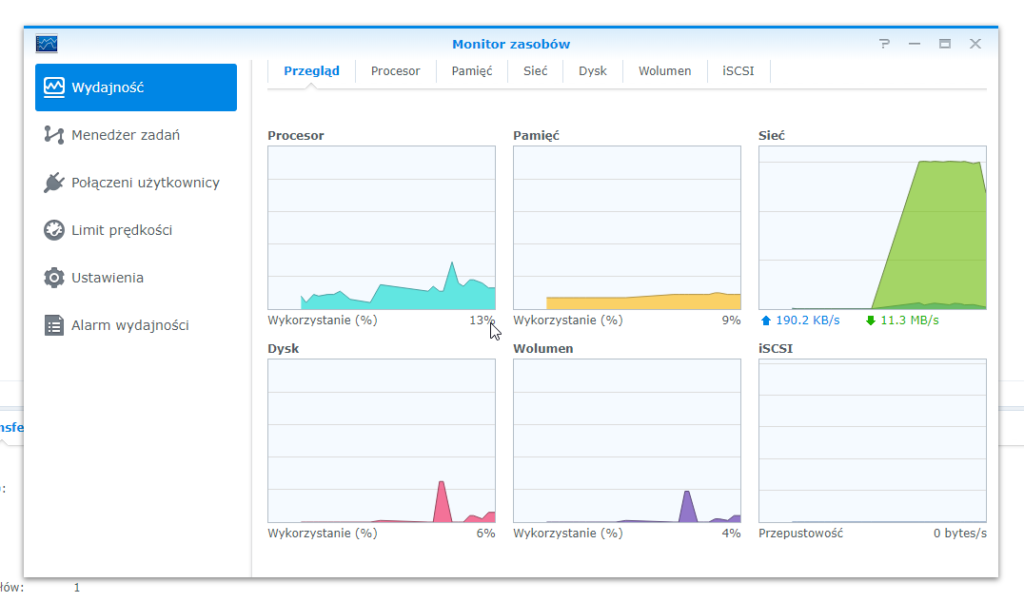 Monitor zasobów
Wydajność
Menedżer zadań
Połączeni użytkownicy
Limit prędkości
Ustawienia
Alarm wydajności
Przegląd Procesor Pamięć Sieć Dysk Wolumen iSCSI
Procesor Pamięć Sieć
Wykorzystanie (%) 13% Wykorzystanie (%) 9% 190.2 KB/s 11.3 MB/s
Dysk Wolumen iSCSI
Wykorzystanie (%) 6% Wykorzystanie (%) 4% Przepustowość 0 bytes/s
nsfe
:
łów: 1